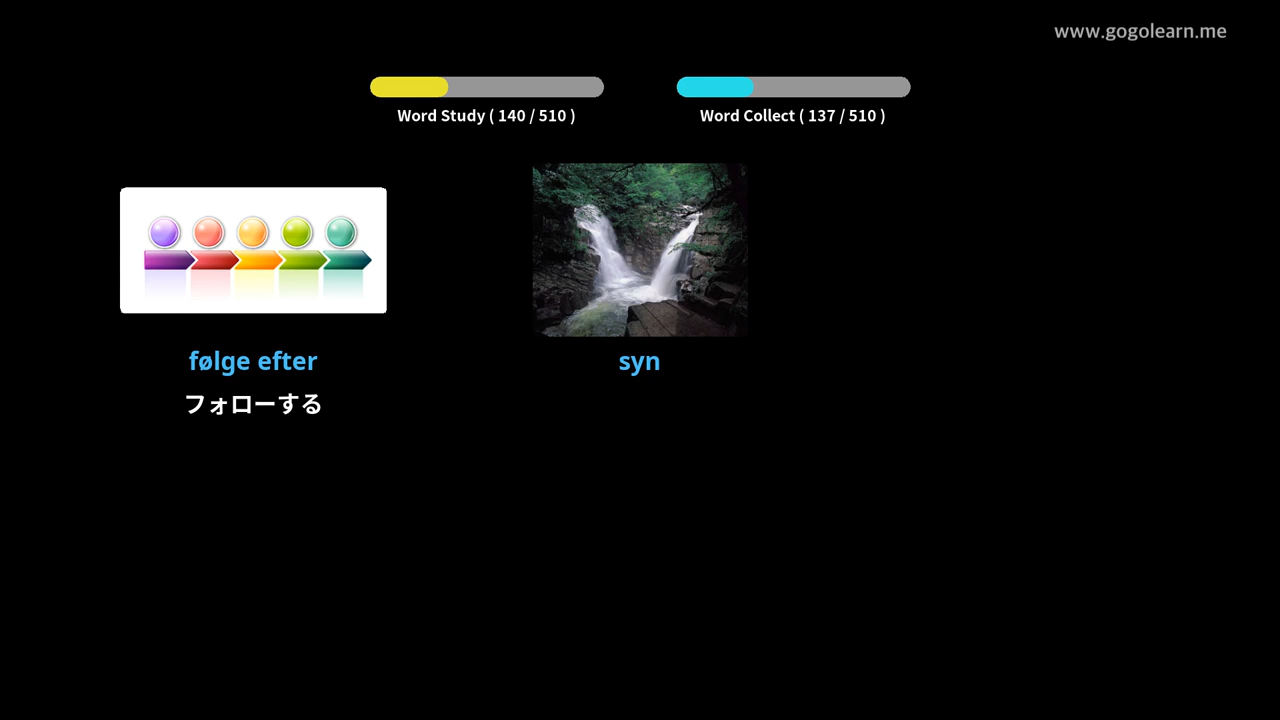 www.gogolearn.me
Word Study ( 140 / 510 )
Word Collect ( 137 / 510 )
følge efter
フォローする
syn